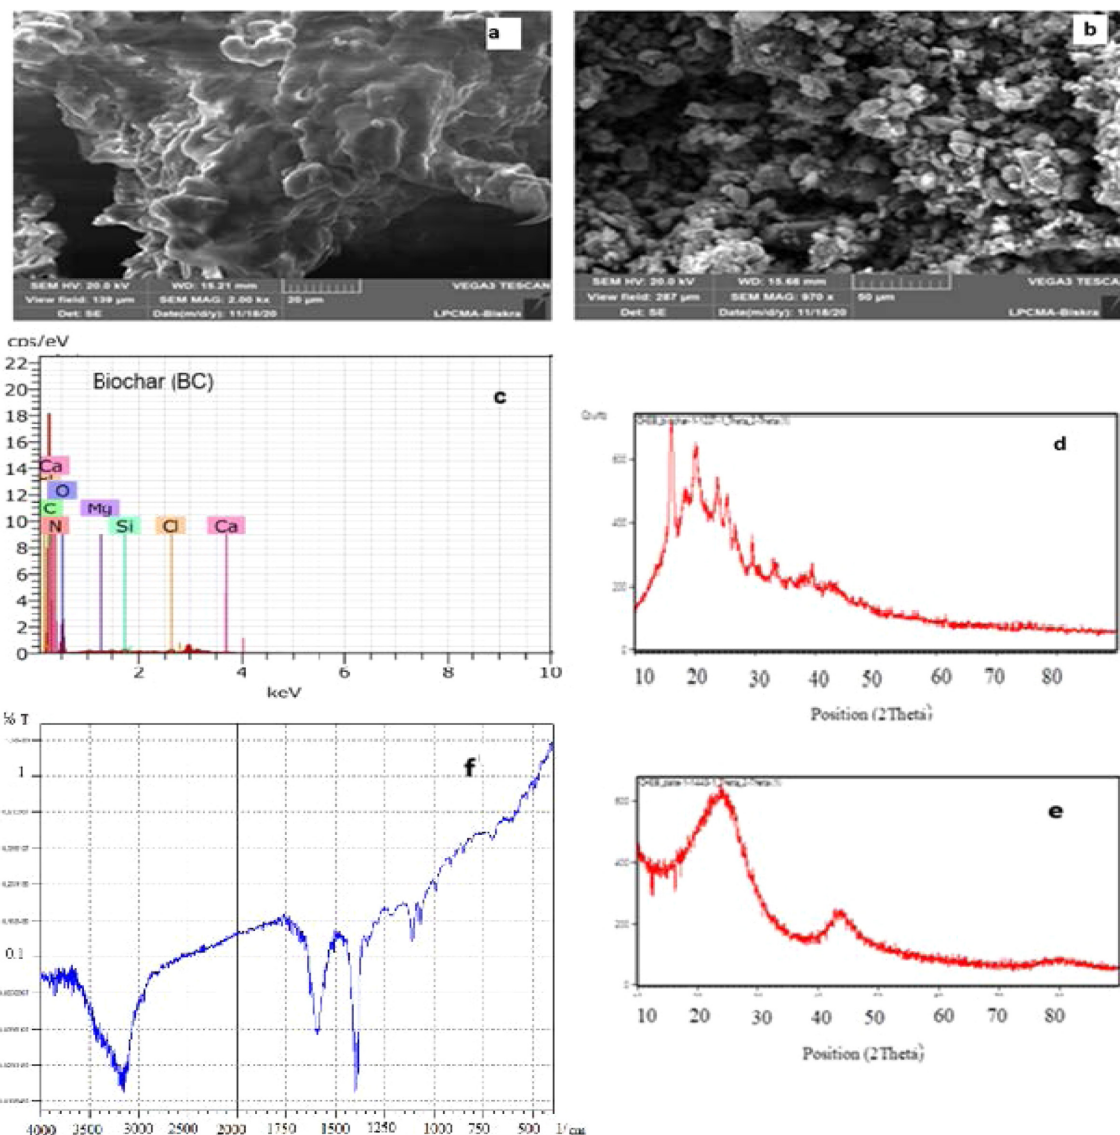 a
SEM HV: 20.0 kV WD: 15.21 mm VEGA3 TESCAN
View field: 139 µm SEM MAG: 2.00 kx 20 µm
Det: SE Date(m/d/y): 11/18/20 LPCMA-Biskra
b
SEM HV: 20.0 kV WD: 15.68 mm VEGA3 TESCA
View field: 287 µm SEM MAG: 970 x 50 µm
Det: SE Date(m/d/y): 11/18/20 LPCMA-Biskra
cps/eV
Biochar (BC)
c
22
20
18
16
14
12
10
8
6
4
2
0
Ca
O
C Mg
N Si Cl Ca
2 4 6 8 10
keV
Counts
d
600
400
200
0
10 20 30 40 50 60 70 80
Position (2Theta)
% T
f
1
0.1
4000 3500 3000 2500 2000 1750 1500 1250 1000 750 500 1/cm
e
600
400
200
0
10 20 30 40 50 60 70 80
Position (2Theta)